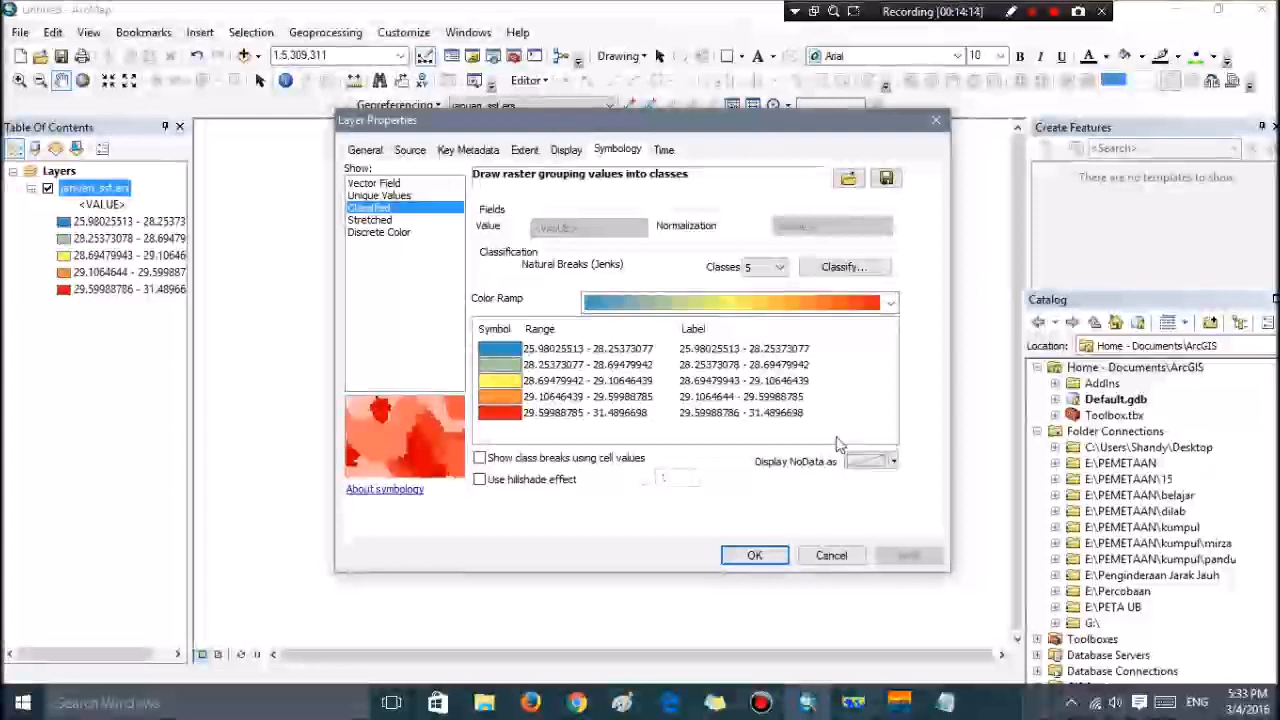 untitled - ArcMap
Recording [00:14:14]
File Edit View Bookmarks Insert Selection Geoprocessing Customize Windows Help
1:5,309,311
Drawing
Arial
10
B I U A
Editor
Georeferencing
Table Of Contents
Layers
<VALUE>
25.98025513 - 28.25373
28.25373078 - 28.69479
28.69479943 - 29.10646
29.1064644 - 29.599887
29.59988786 - 31.48966
Layer Properties
General Source Key Metadata Extent Display Symbology Time
Show:
Vector Field
Unique Values
Classified
Stretched
Discrete Color
About symbology
Draw raster grouping values into classes
Fields
Value <VALUE> Normalization
Classification
Natural Breaks (Jenks) Classes 5 Classify...
Color Ramp
Symbol Range Label
25.98025513 - 28.25373077 25.98025513 - 28.25373077
28.25373077 - 28.69479942 28.25373078 - 28.69479942
28.69479942 - 29.10646439 28.69479943 - 29.10646439
29.10646439 - 29.59988785 29.1064644 - 29.59988785
29.59988785 - 31.4896698 29.59988786 - 31.4896698
Show class breaks using cell values
Display NoData as
Use hillshade effect
OK Cancel
Create Features
<Search...>
There are no templates to show.
Catalog
Location: Home - Documents\ArcGIS
Home - Documents\ArcGIS
AddIns
Default.gdb
Toolbox.tbx
Folder Connections
C:\Users\Shandy\Desktop
E:\PEMETAAN
E:\PEMETAAN\15
E:\PEMETAAN\belajar
E:\PEMETAAN\dilab
E:\PEMETAAN\kumpul
E:\PEMETAAN\kumpul\mirza
E:\PEMETAAN\kumpul\pandu
E:\Penginderaan Jarak Jauh
E:\Percobaan
E:\PETA UB
G:\
Toolboxes
Database Servers
Database Connections
Search Windows
ENG
5:33 PM
3/4/2016